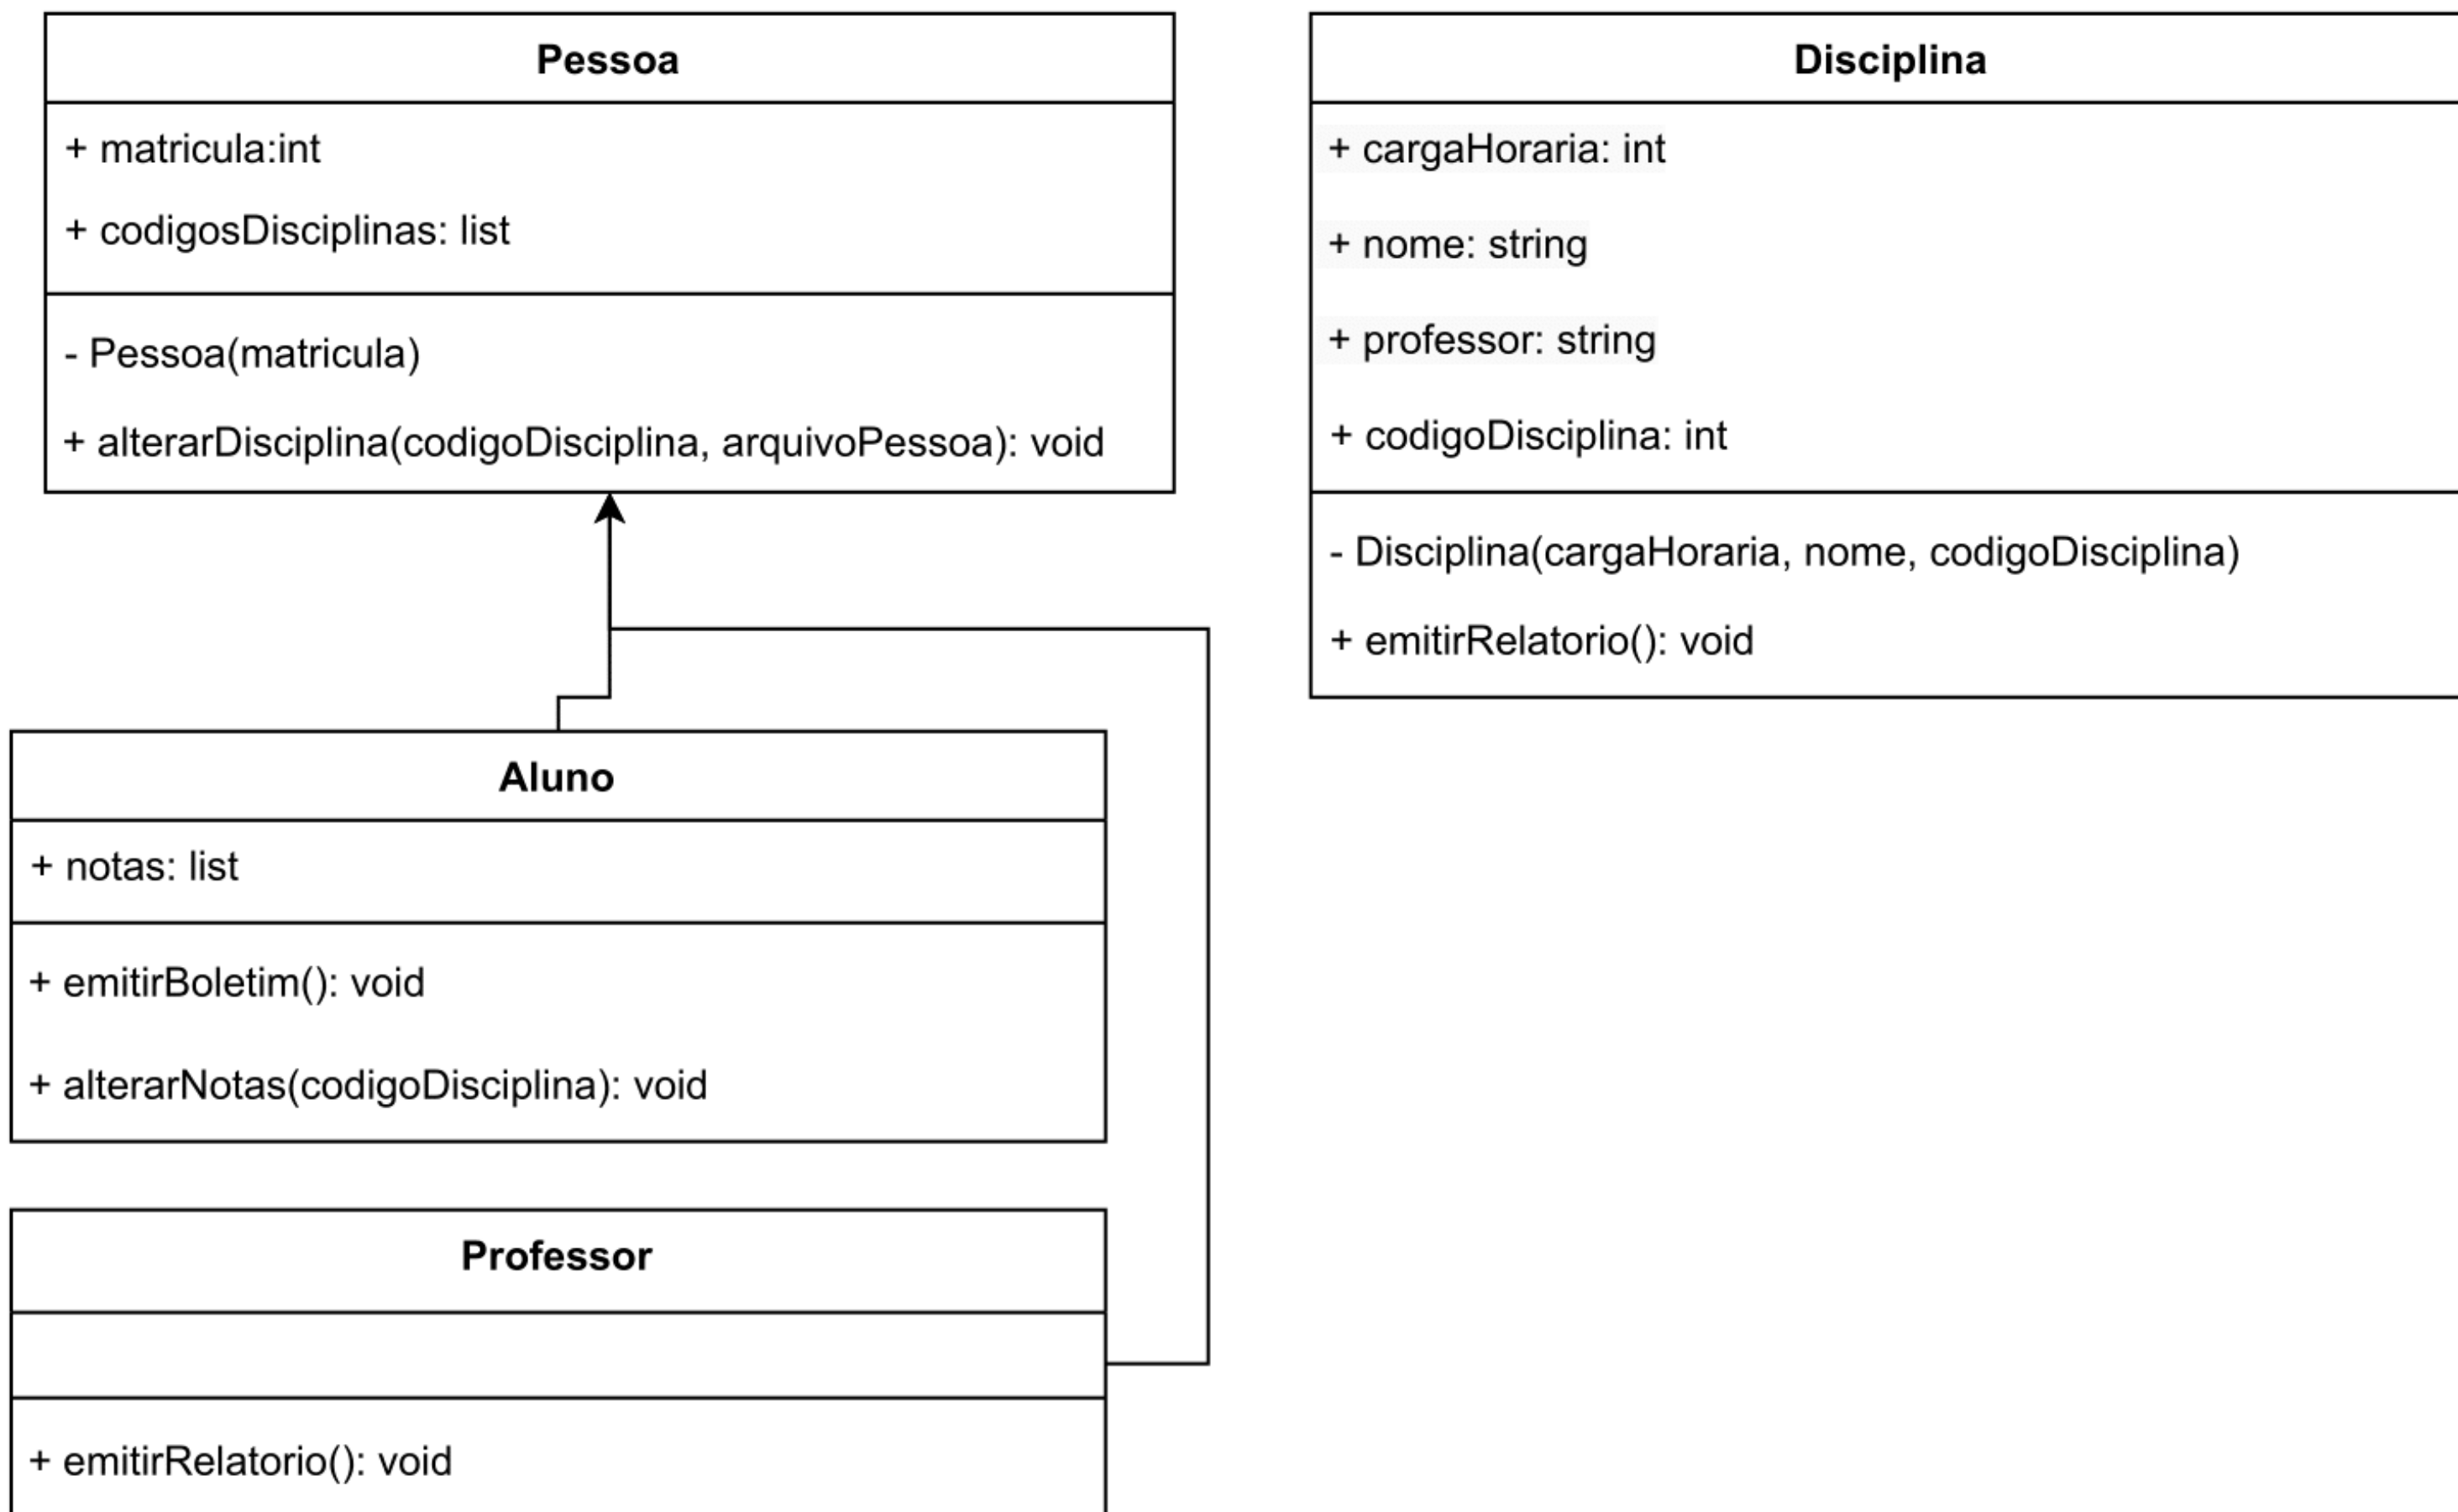 Pessoa
+ matricula:int
+ codigosDisciplinas: list
- Pessoa(matricula)
+ alterarDisciplina(codigoDisciplina, arquivoPessoa): void
Disciplina
+ cargaHoraria: int
+ nome: string
+ professor: string
+ codigoDisciplina: int
- Disciplina(cargaHoraria, nome, codigoDisciplina)
+ emitirRelatorio(): void
Aluno
+ notas: list
+ emitirBoletim(): void
+ alterarNotas(codigoDisciplina): void
Professor
+ emitirRelatorio(): void